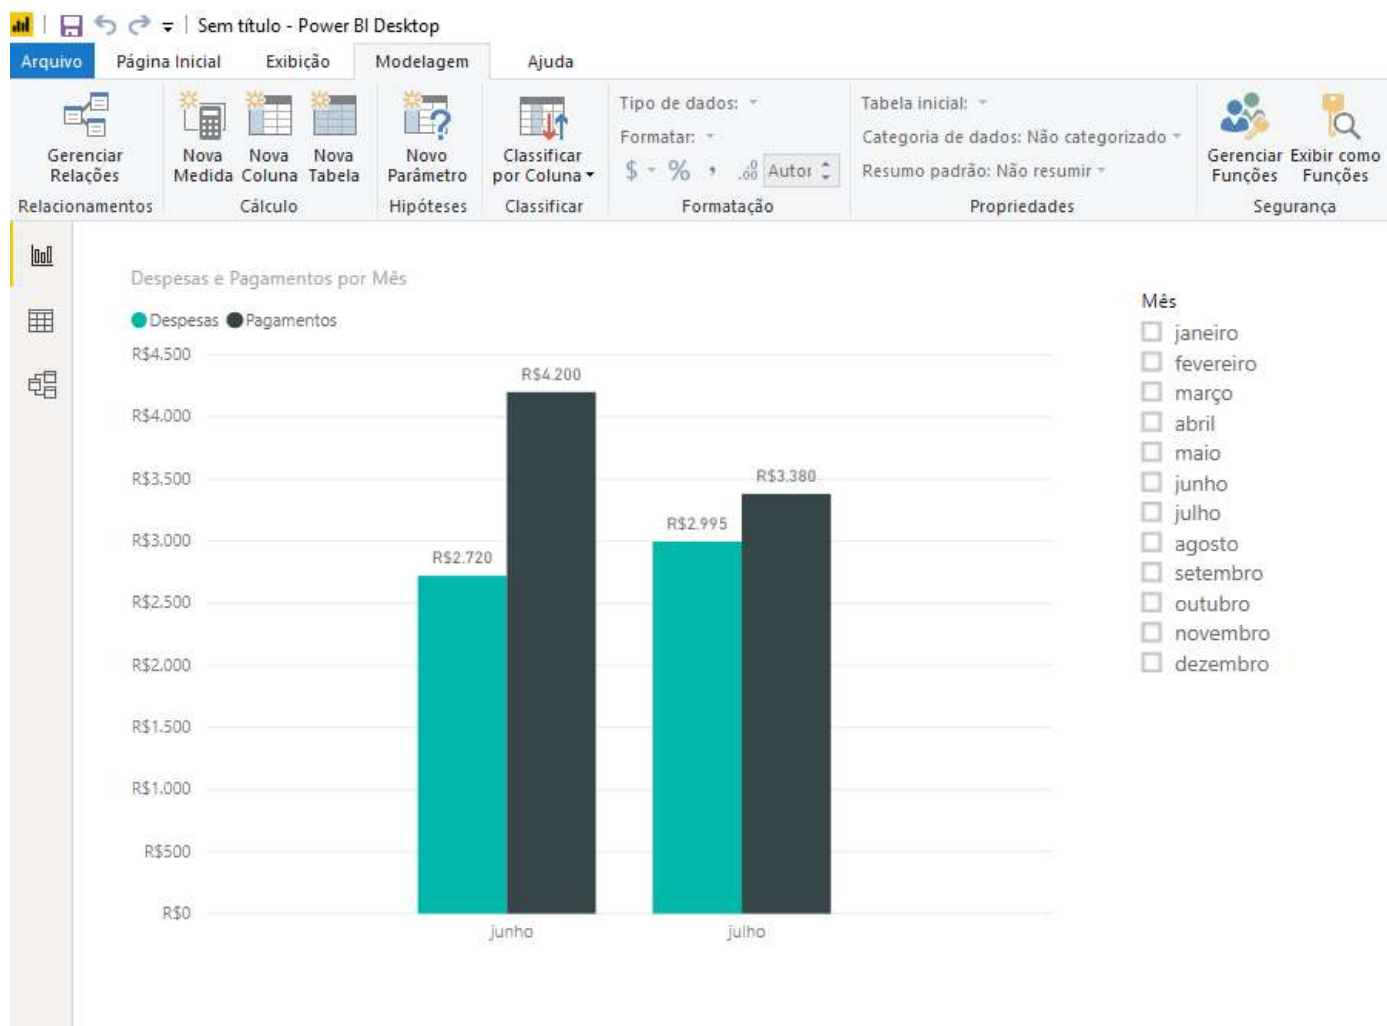 Sem título - Power BI Desktop
Arquivo Página Inicial Exibição Modelagem Ajuda
Gerenciar Relações
Relacionamentos
Nova Medida
Nova Coluna
Nova Tabela
Cálculo
Novo Parâmetro
Hipóteses
Classificar por Coluna
Classificar
Tipo de dados:
Formatar:
$ % , .00 Autor
Formatação
Tabela inicial:
Categoria de dados: Não categorizado
Resumo padrão: Não resumir
Propriedades
Gerenciar Funções
Exibir como Funções
Segurança
Despesas e Pagamentos por Mês
Despesas Pagamentos
R$4.500
R$4.000
R$3.500
R$3.000
R$2.500
R$2.000
R$1.500
R$1.000
R$500
R$0
R$2.720
R$4.200
R$2.995
R$3.380
junho
julho
Mês
janeiro
fevereiro
março
abril
maio
junho
julho
agosto
setembro
outubro
novembro
dezembro